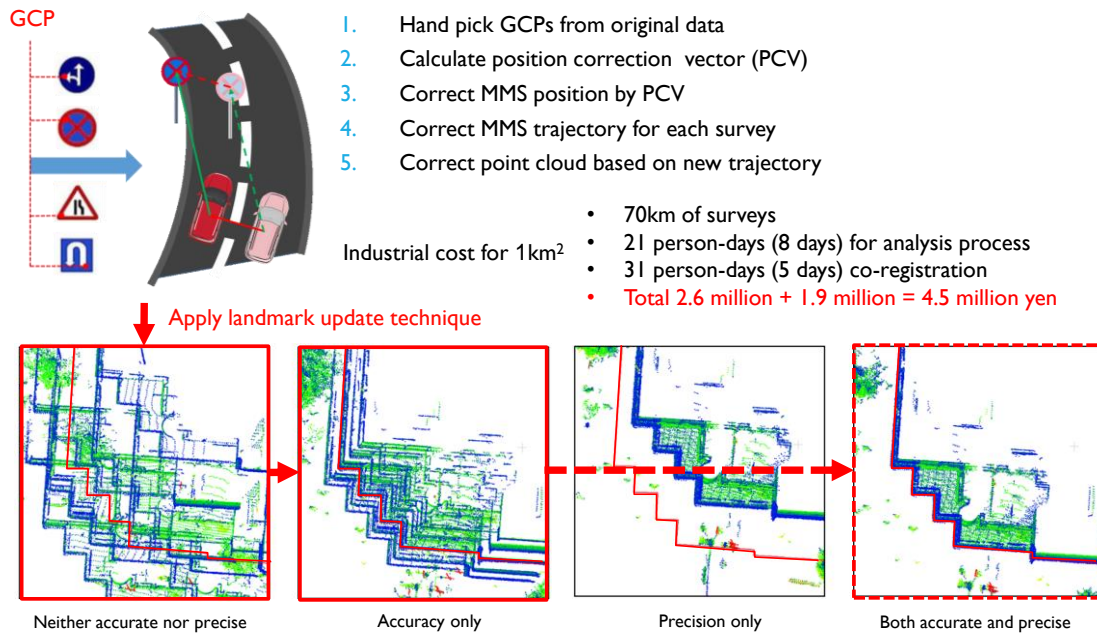 GCP
1. Hand pick GCPs from original data
2. Calculate position correction vector (PCV)
3. Correct MMS position by PCV
4. Correct MMS trajectory for each survey
5. Correct point cloud based on new trajectory
Industrial cost for 1km²
• 70km of surveys
• 21 person-days (8 days) for analysis process
• 31 person-days (5 days) co-registration
• Total 2.6 million + 1.9 million = 4.5 million yen
Apply landmark update technique
Neither accurate nor precise
Accuracy only
Precision only
Both accurate and precise